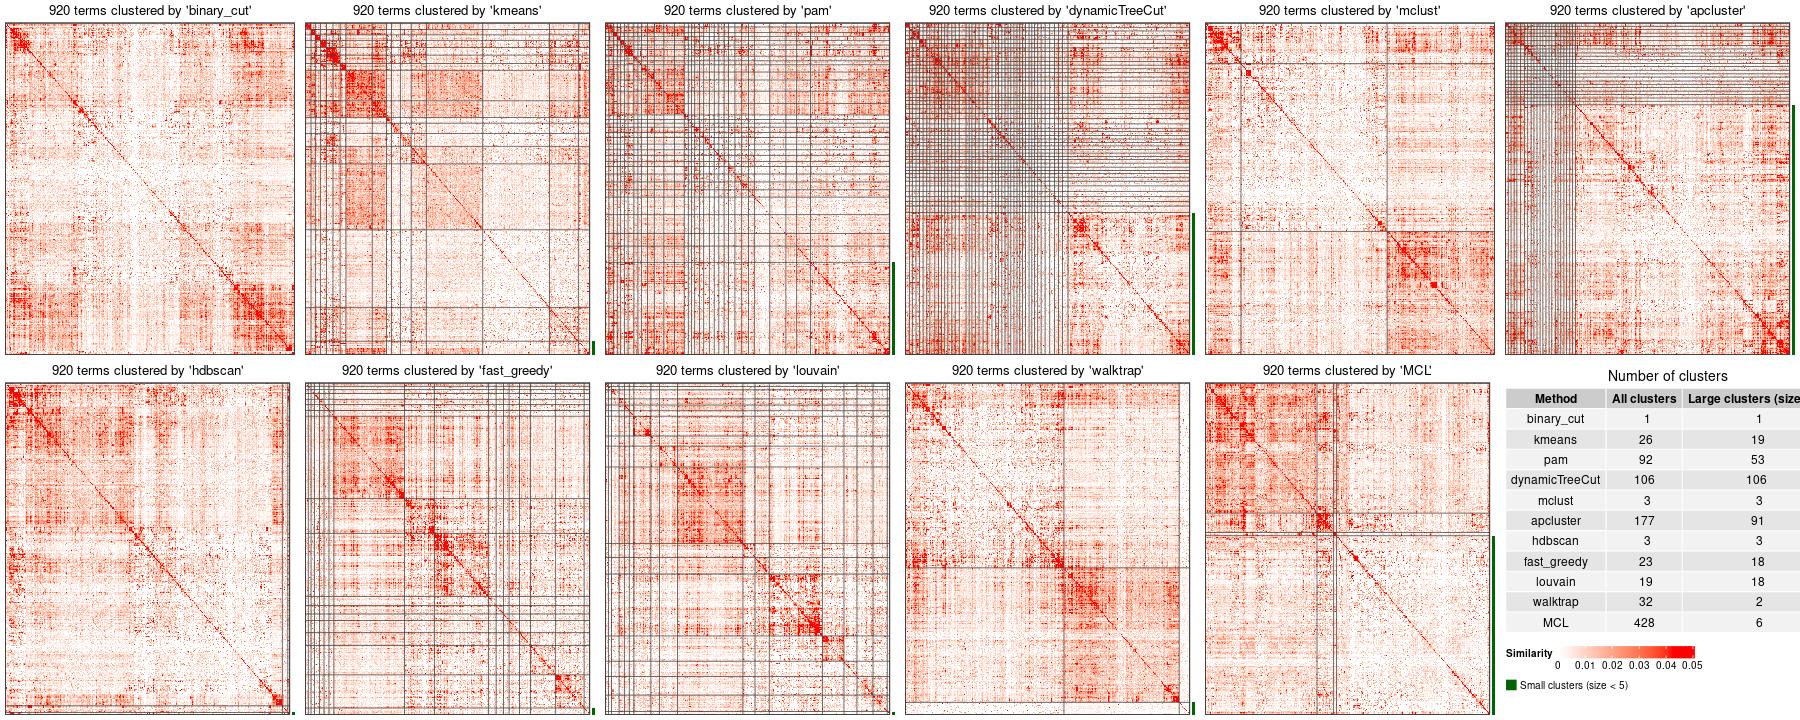 920 terms clustered by 'binary_cut'
920 terms clustered by 'kmeans'
920 terms clustered by 'pam'
920 terms clustered by 'dynamicTreeCut'
920 terms clustered by 'mclust'
920 terms clustered by 'apcluster'
920 terms clustered by 'hdbscan'
920 terms clustered by 'fast_greedy'
920 terms clustered by 'louvain'
920 terms clustered by 'walktrap'
920 terms clustered by 'MCL'
Number of clusters
Method All clusters Large clusters (size
binary_cut 1 1
kmeans 26 19
pam 92 53
dynamicTreeCut 106 106
mclust 3 3
apcluster 177 91
hdbscan 3 3
fast_greedy 23 18
louvain 19 18
walktrap 32 2
MCL 428 6
Similarity
0 0.01 0.02 0.03 0.04 0.05
Small clusters (size < 5)